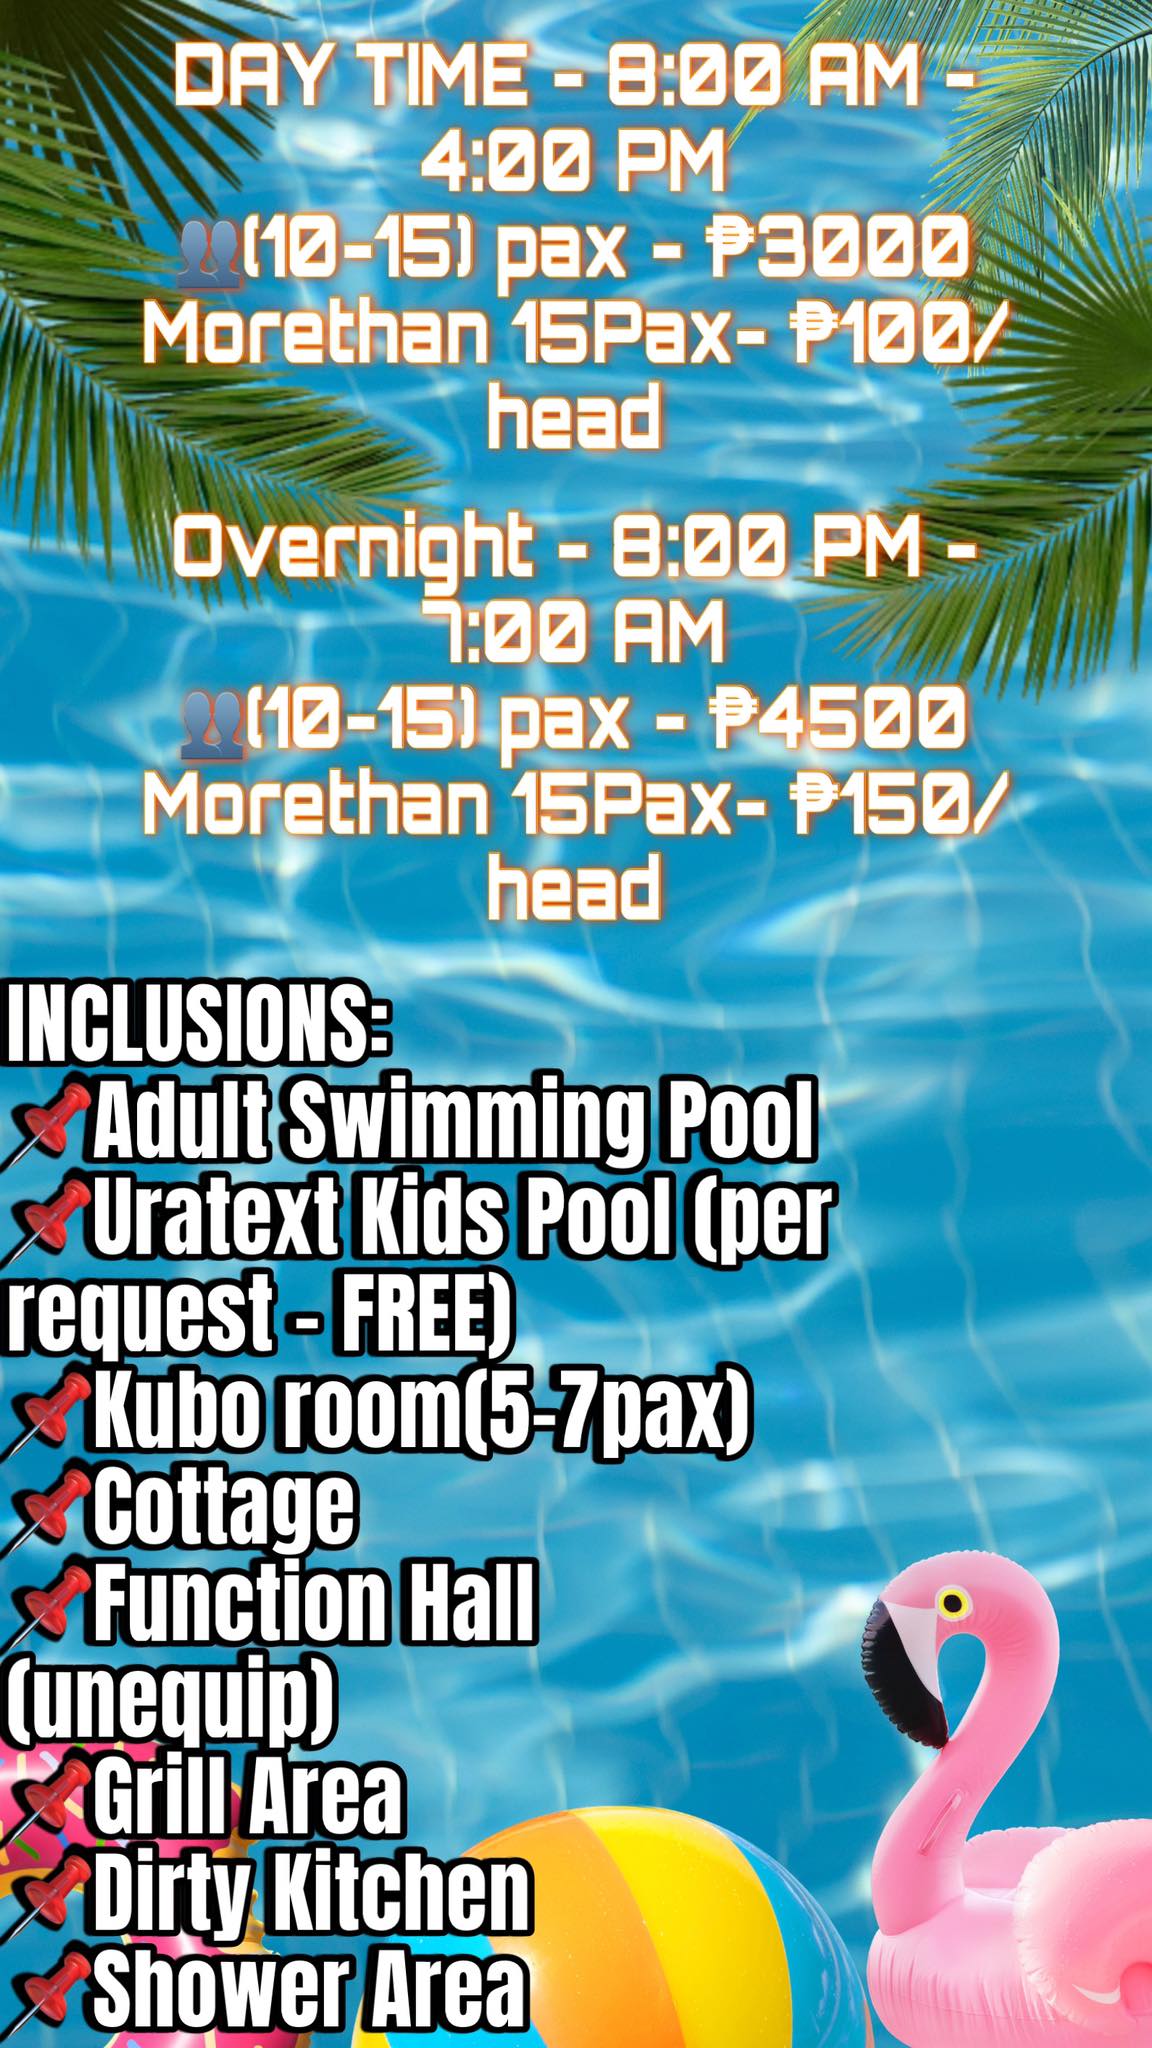 DAY TIME - 8:00 AM -
4:00 PM
👥(10-15) pax - ₱3000
Morethan 15Pax- ₱100/
head
Overnight - 8:00 PM -
7:00 AM
👥(10-15) pax - ₱4500
Morethan 15Pax- ₱150/
head
INCLUSIONS:
📌Adult Swimming Pool
📌Uratext Kids Pool (per
request - FREE)
📌Kubo room(5-7pax)
📌Cottage
📌Function Hall
(unequip)
📌Grill Area
📌Dirty Kitchen
📌Shower Area